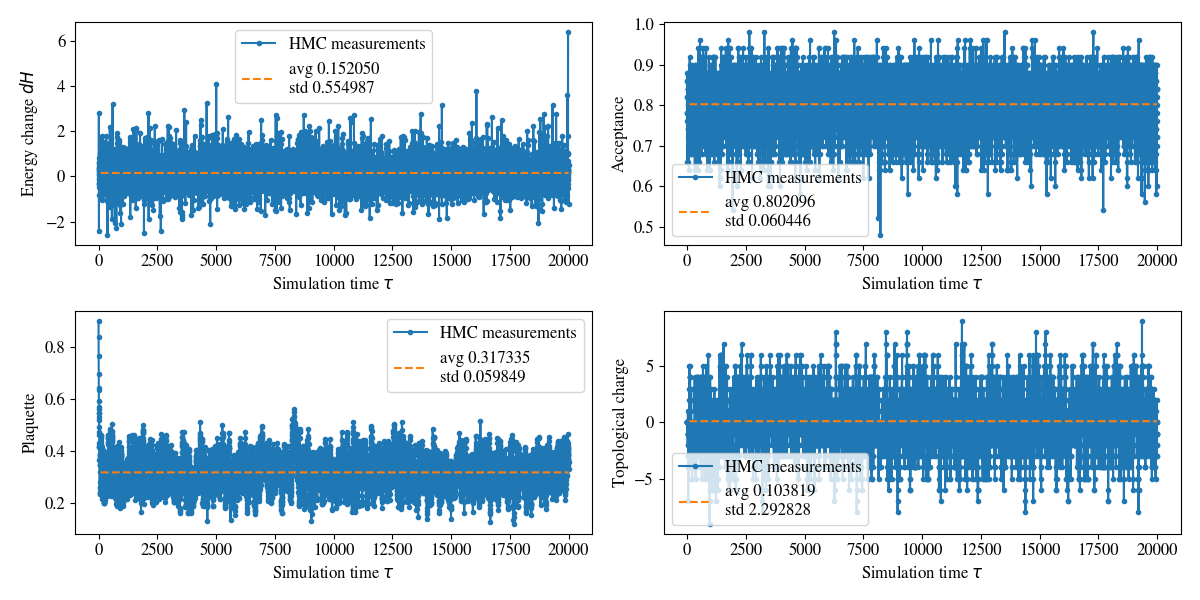 Energy change dH
6
4
2
0
−2
HMC measurements
avg 0.152050
std 0.554987
0 2500 5000 7500 10000 12500 15000 17500 20000
Simulation time τ
Acceptance
1.0
0.9
0.8
0.7
0.6
0.5
HMC measurements
avg 0.802096
std 0.060446
0 2500 5000 7500 10000 12500 15000 17500 20000
Simulation time τ
Plaquette
0.8
0.6
0.4
0.2
HMC measurements
avg 0.317335
std 0.059849
0 2500 5000 7500 10000 12500 15000 17500 20000
Simulation time τ
Topological charge
5
0
−5
HMC measurements
avg 0.103819
std 2.292828
0 2500 5000 7500 10000 12500 15000 17500 20000
Simulation time τ